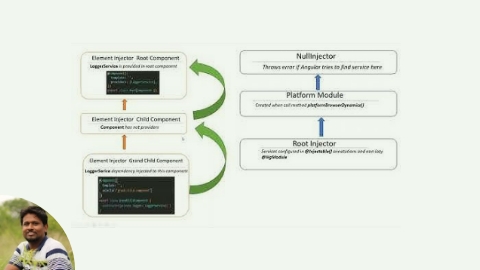 Element Injector Root Component
LoggerService is provided in root component
Element Injector Child Component
Component has not providers
Element Injector Grand Child Component
LoggerService dependency injected in this component
NullInjector
Throws error if Angular tries to find service here
Platform Module
Created when call method platformBrowserDynamic()
Root Injector
Services configured in @Injectable() annotations and non-lazy
@NgModule